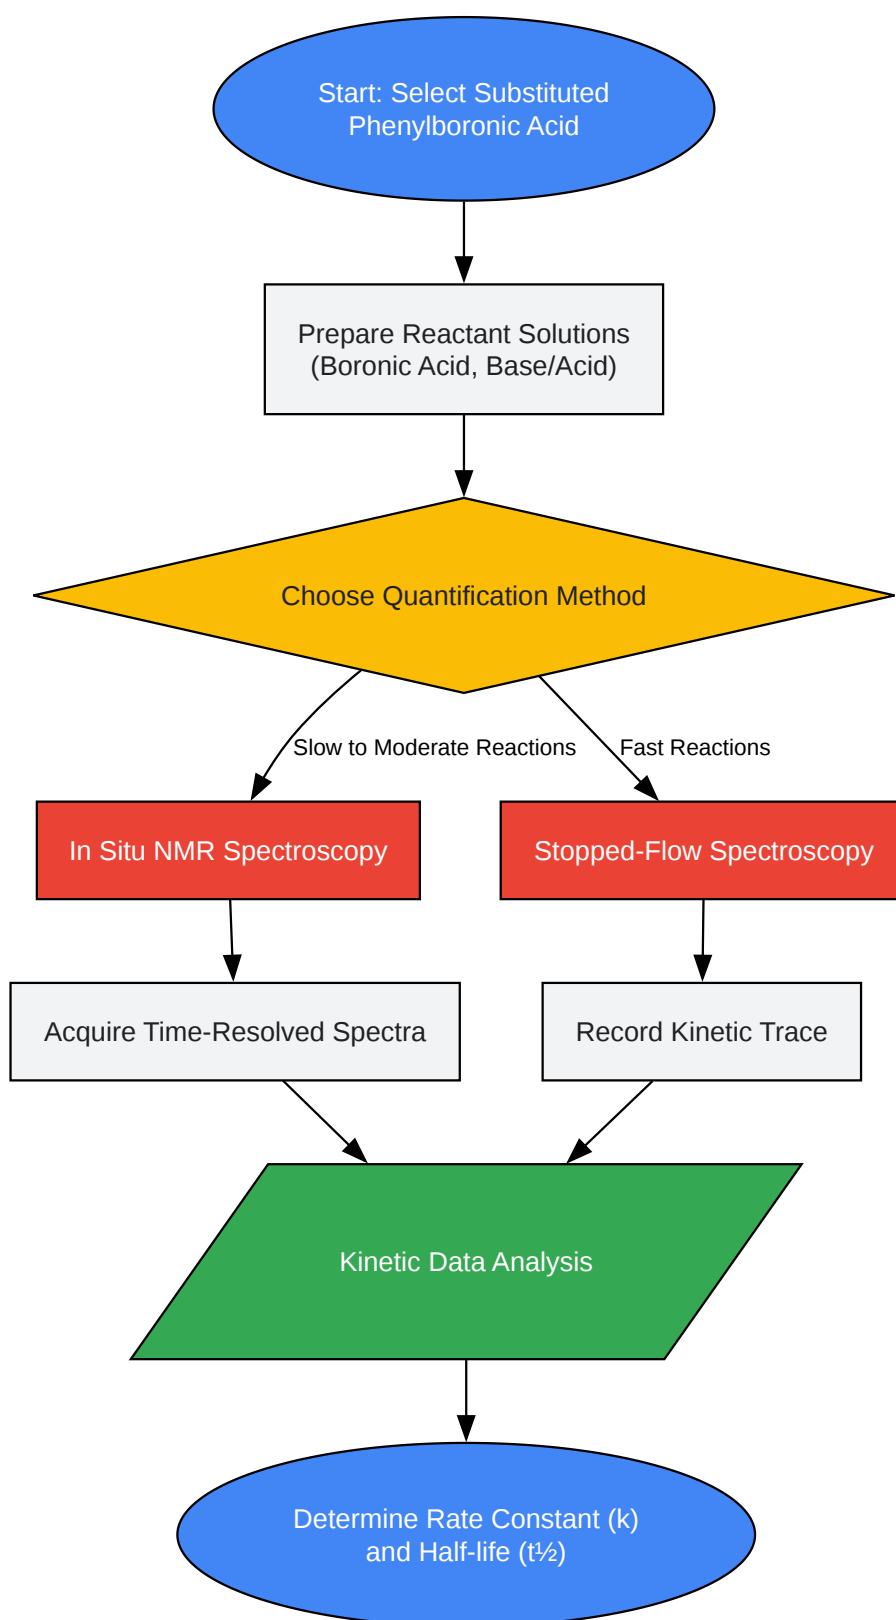 Start: Select Substituted
Phenylboronic Acid
Prepare Reactant Solutions
(Boronic Acid, Base/Acid)
Choose Quantification Method
Slow to Moderate Reactions
Fast Reactions
In Situ NMR Spectroscopy
Stopped-Flow Spectroscopy
Acquire Time-Resolved Spectra
Record Kinetic Trace
Kinetic Data Analysis
Determine Rate Constant (k)
and Half-life (t½)